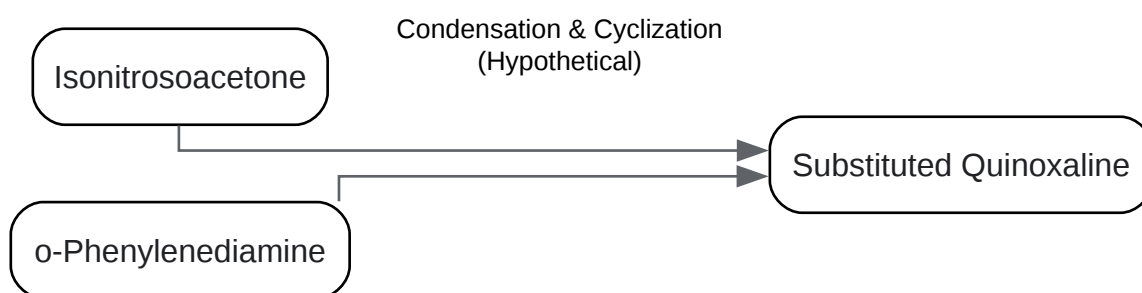 Condensation & Cyclization
(Hypothetical)
Isonitrosoacetone
Substituted Quinoxaline
o-Phenylenediamine